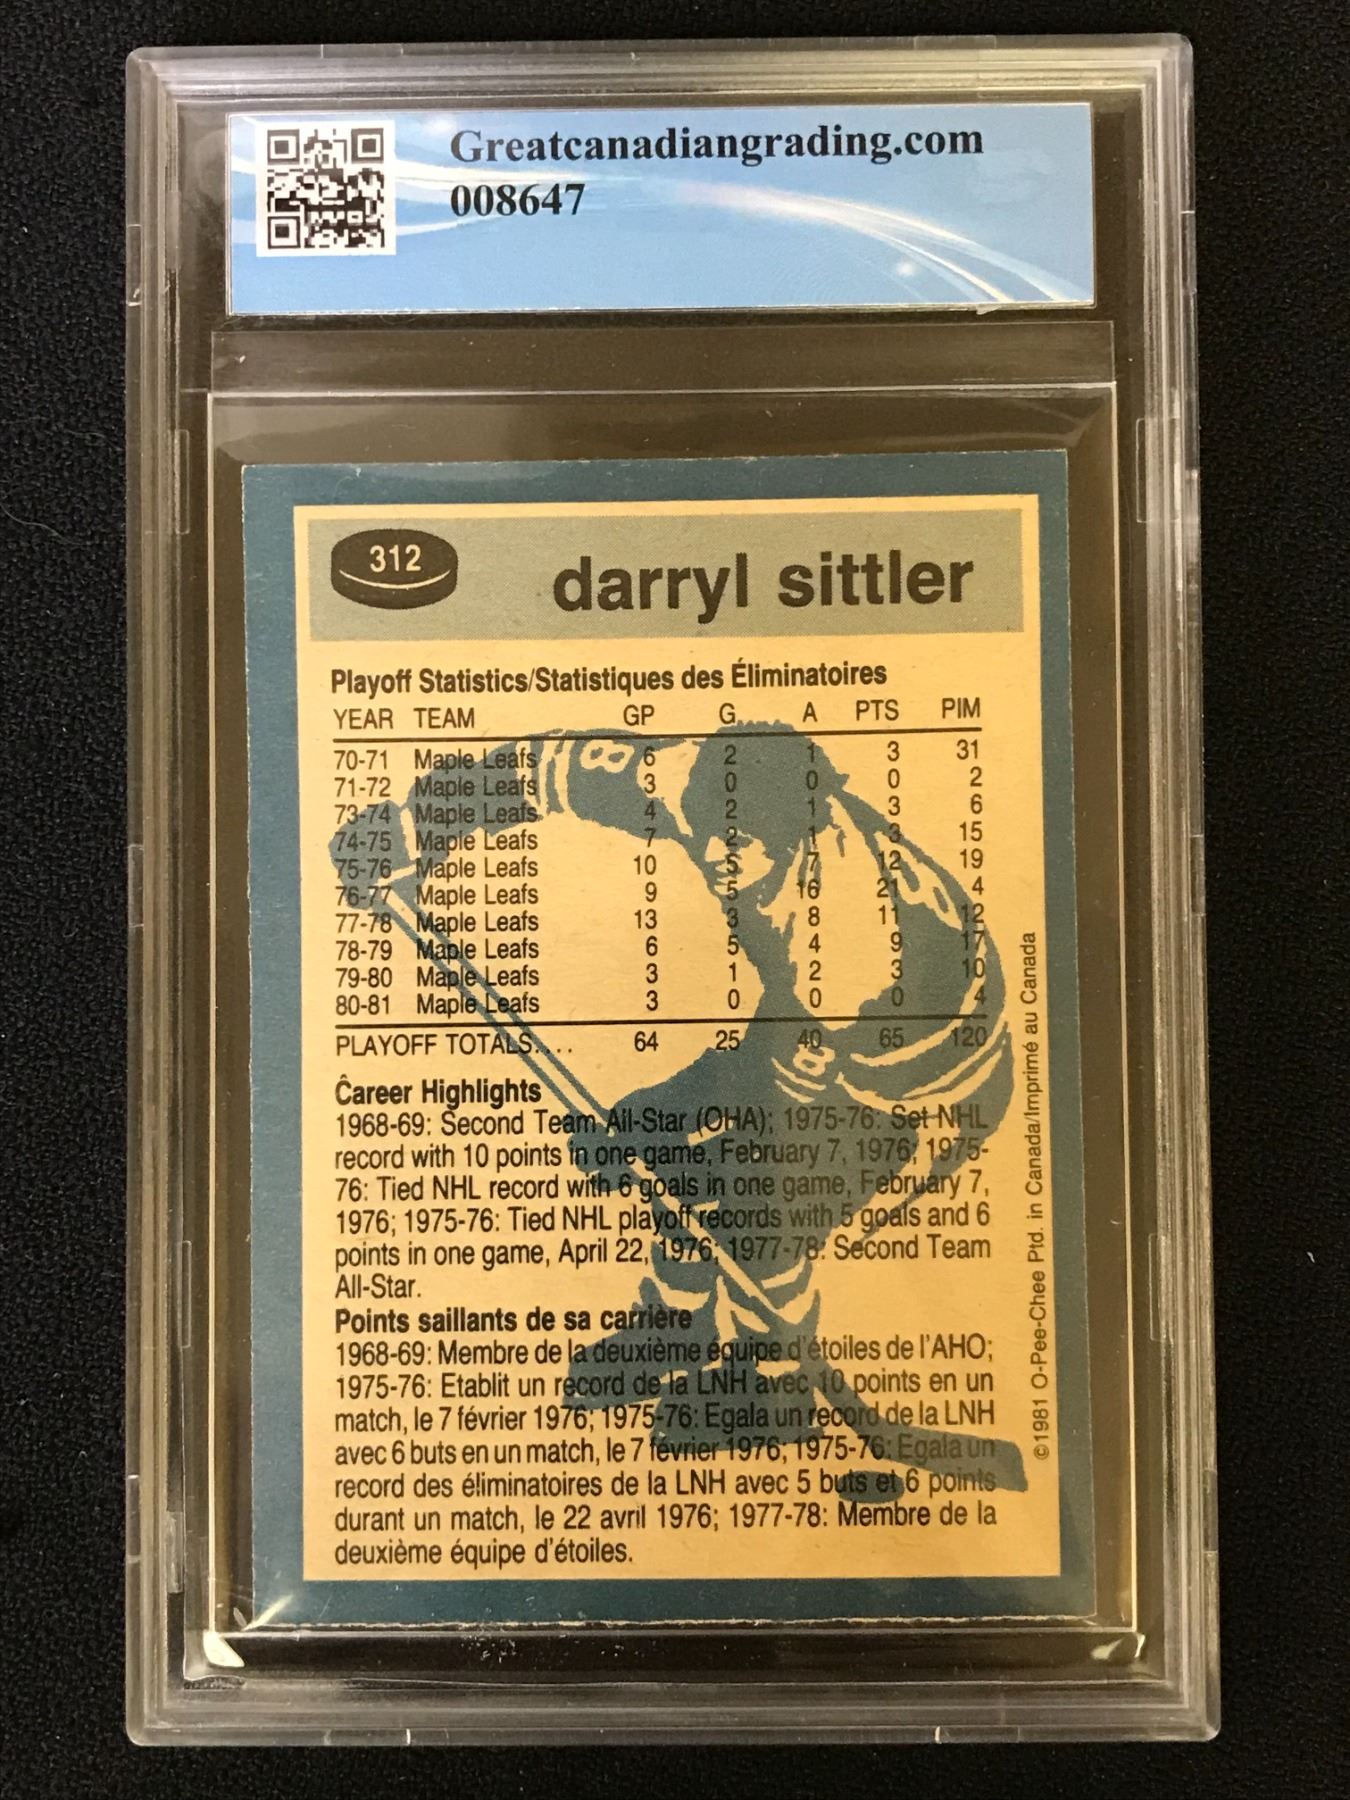 Greatcanadiangrading.com
008647
312
darryl sittler
Playoff Statistics/Statistiques des Éliminatoires
YEAR TEAM GP G A PTS PIM
70-71 Maple Leafs 6 2 1 3 31
71-72 Maple Leafs 3 0 0 0 2
73-74 Maple Leafs 4 2 1 3 6
74-75 Maple Leafs 7 2 1 3 15
75-76 Maple Leafs 10 5 7 12 19
76-77 Maple Leafs 9 5 16 21 4
77-78 Maple Leafs 13 3 8 11 12
78-79 Maple Leafs 6 5 4 9 17
79-80 Maple Leafs 3 1 2 3 10
80-81 Maple Leafs 3 0 0 0 4
PLAYOFF TOTALS.... 64 25 40 65 120
Career Highlights
1968-69: Second Team All-Star (OHA); 1975-76: Set NHL
record with 10 points in one game, February 7, 1976; 1975-
76: Tied NHL record with 6 goals in one game, February 7,
1976; 1975-76: Tied NHL playoff records with 5 goals and 6
points in one game, April 22, 1976; 1977-78: Second Team
All-Star.
Points saillants de sa carrière
1968-69: Membre de la deuxième équipe d'étoiles de l'AHO;
1975-76: Etablit un record de la LNH avec 10 points en un
match, le 7 février 1976; 1975-76: Egala un record de la LNH
avec 6 buts en un match, le 7 février 1976; 1975-76: Egala un
record des éliminatoires de la LNH avec 5 buts et 6 points
durant un match, le 22 avril 1976; 1977-78: Membre de la
deuxième équipe d'étoiles.
©1981 O-Pee-Chee Ptd. in Canada/Imprimé au Canada